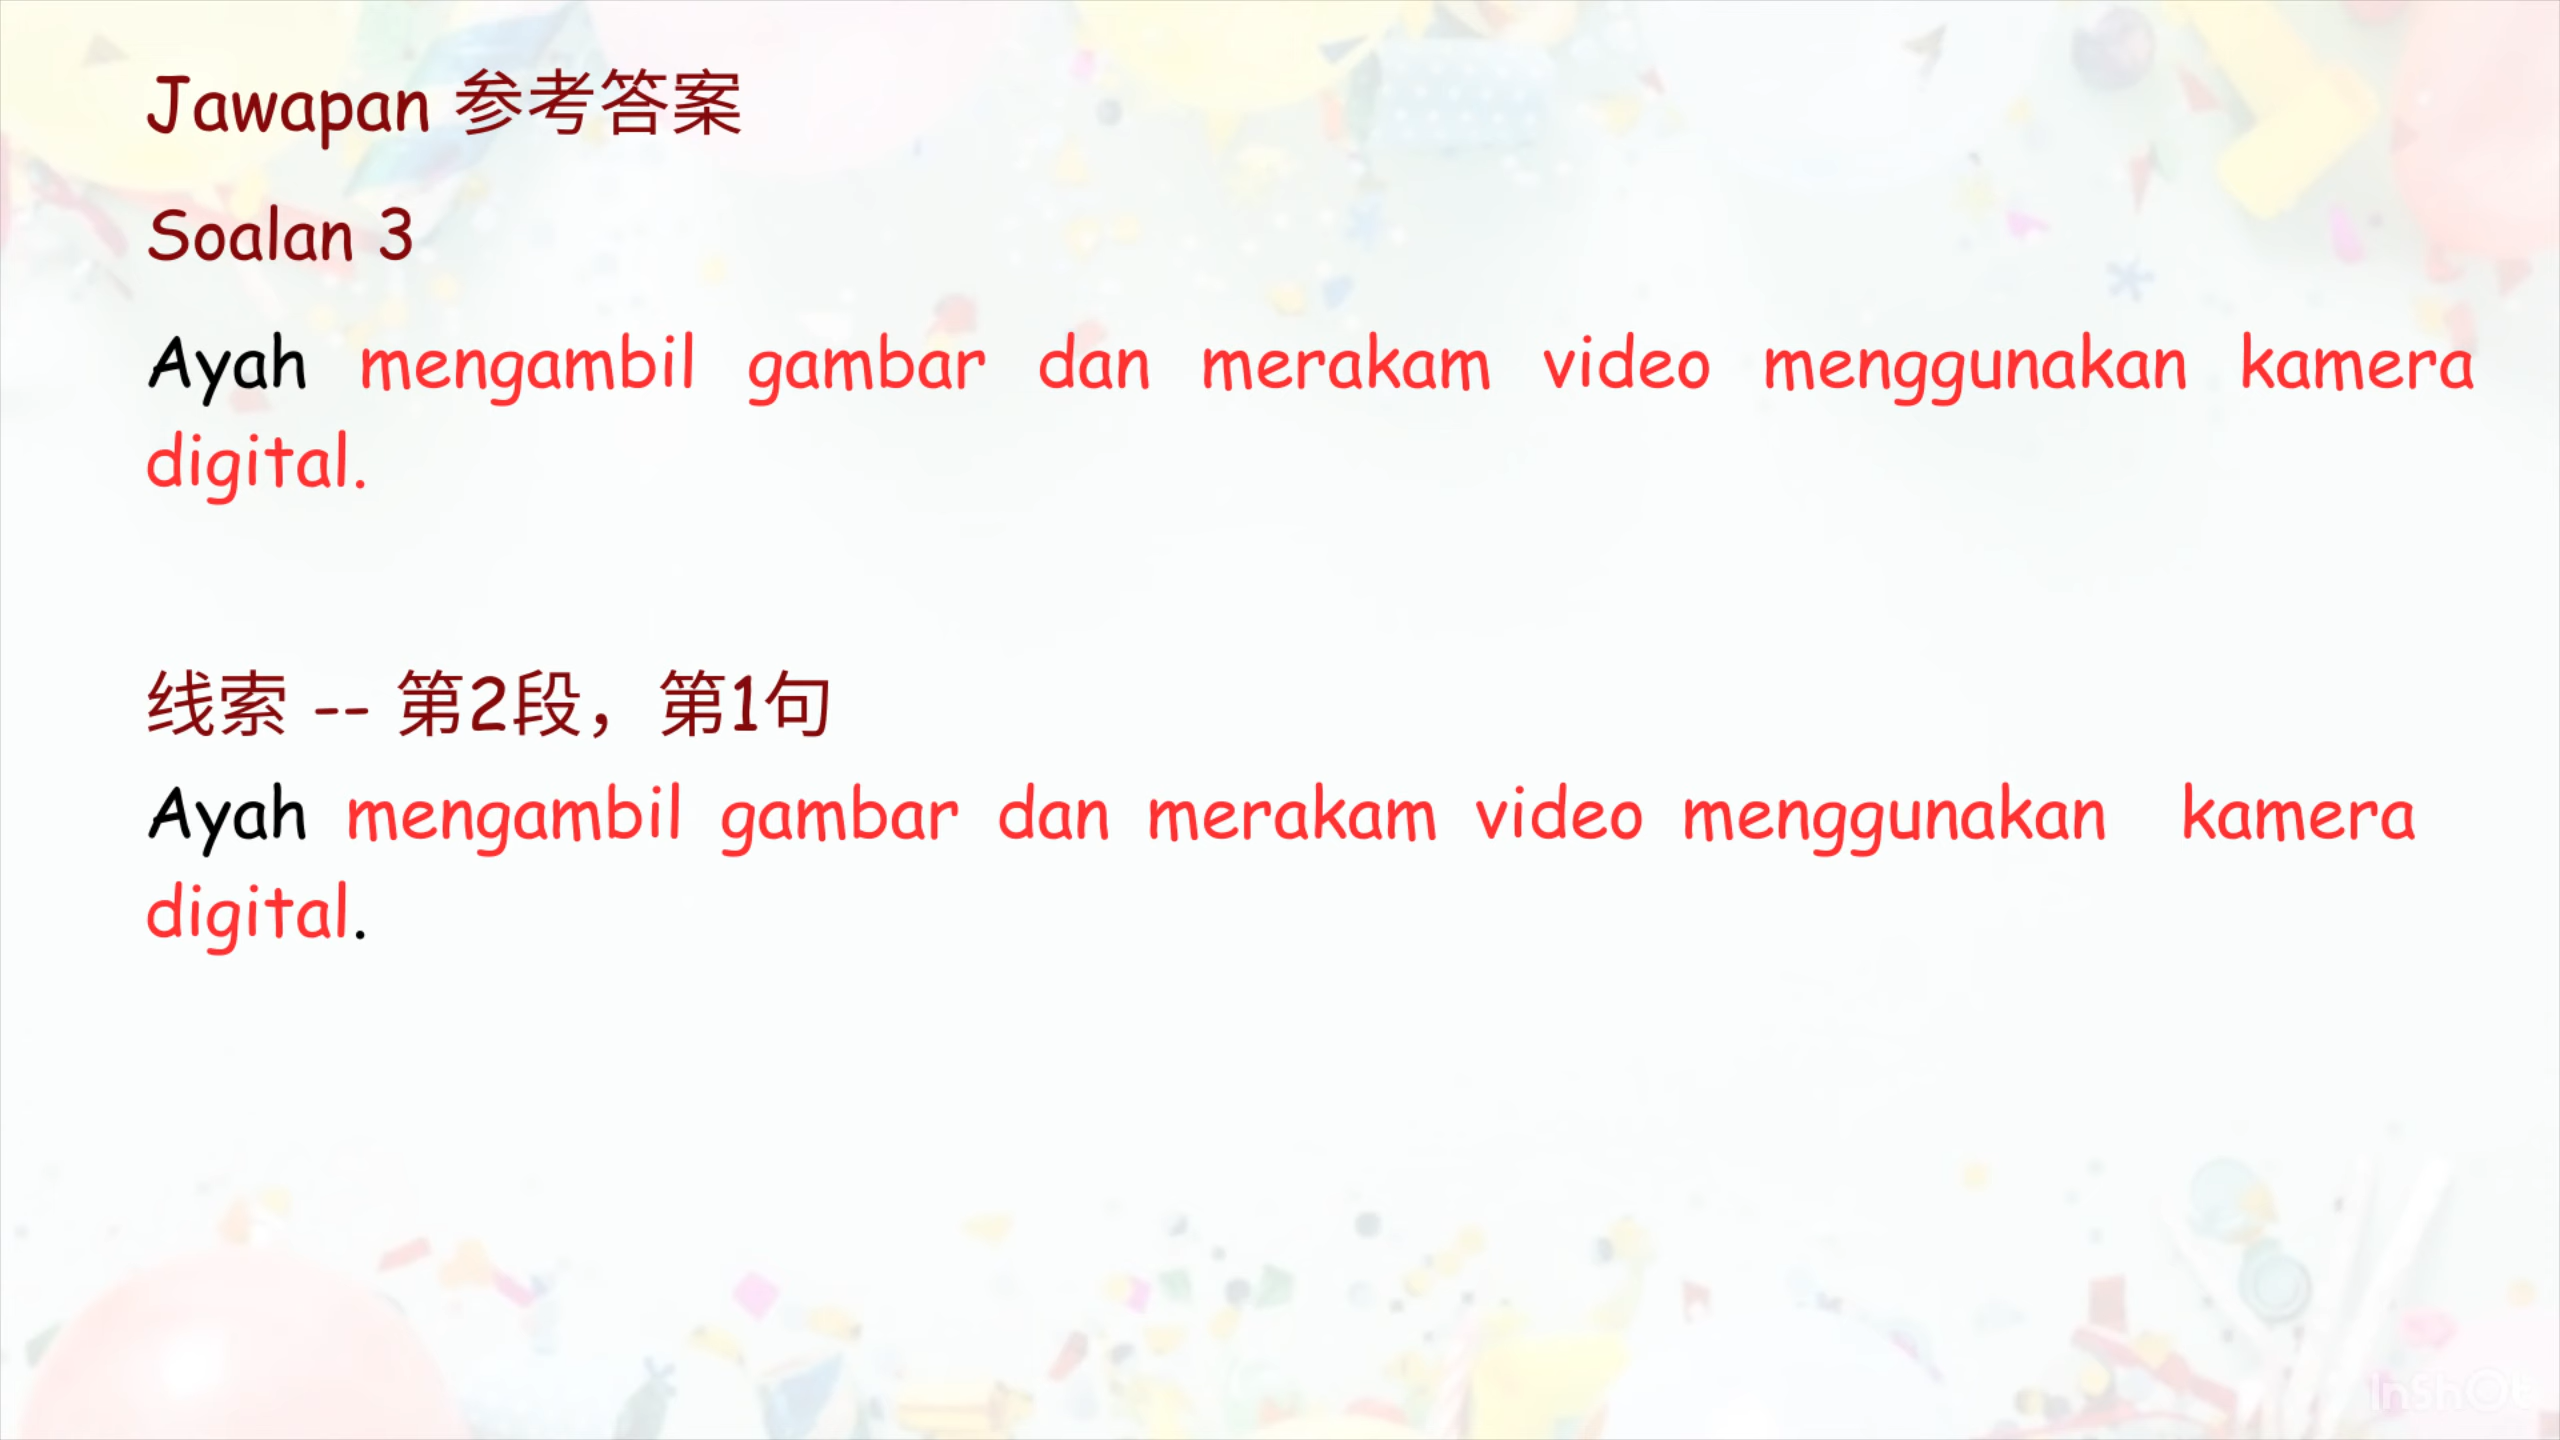 Jawapan 参考答案
Soalan 3
Ayah mengambil gambar dan merakam video menggunakan kamera
digital.
线索 -- 第2段，第1句
Ayah mengambil gambar dan merakam video menggunakan kamera
digital.
InShOt